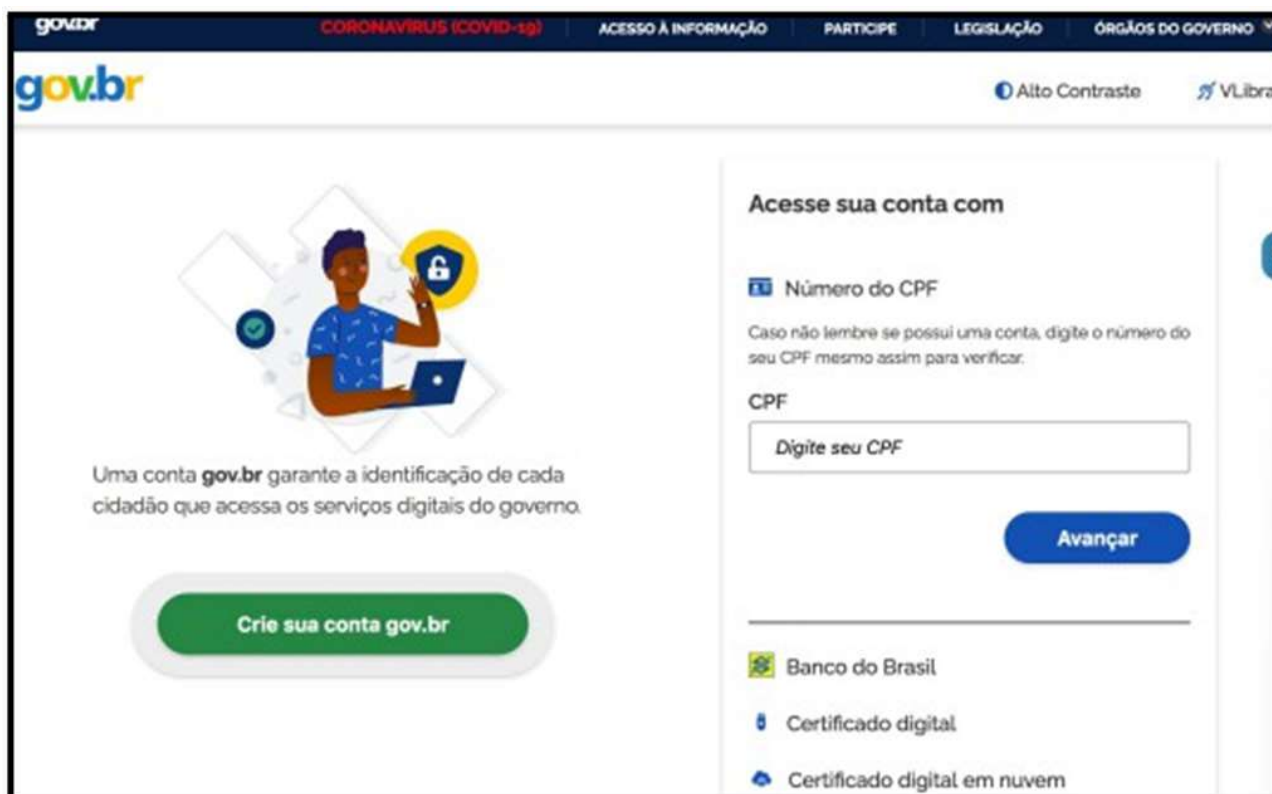 gov.br CORONAVÍRUS (COVID-19) ACESSO À INFORMAÇÃO PARTICIPE LEGISLAÇÃO ÓRGÃOS DO GOVERNO
gov.br
Alto Contraste VLibra
Acesse sua conta com
Número do CPF
Caso não lembre se possui uma conta, digite o número do
seu CPF mesmo assim para verificar.
CPF
Digite seu CPF
Avançar
Uma conta gov.br garante a identificação de cada
cidadão que acessa os serviços digitais do governo.
Crie sua conta gov.br
Banco do Brasil
Certificado digital
Certificado digital em nuvem